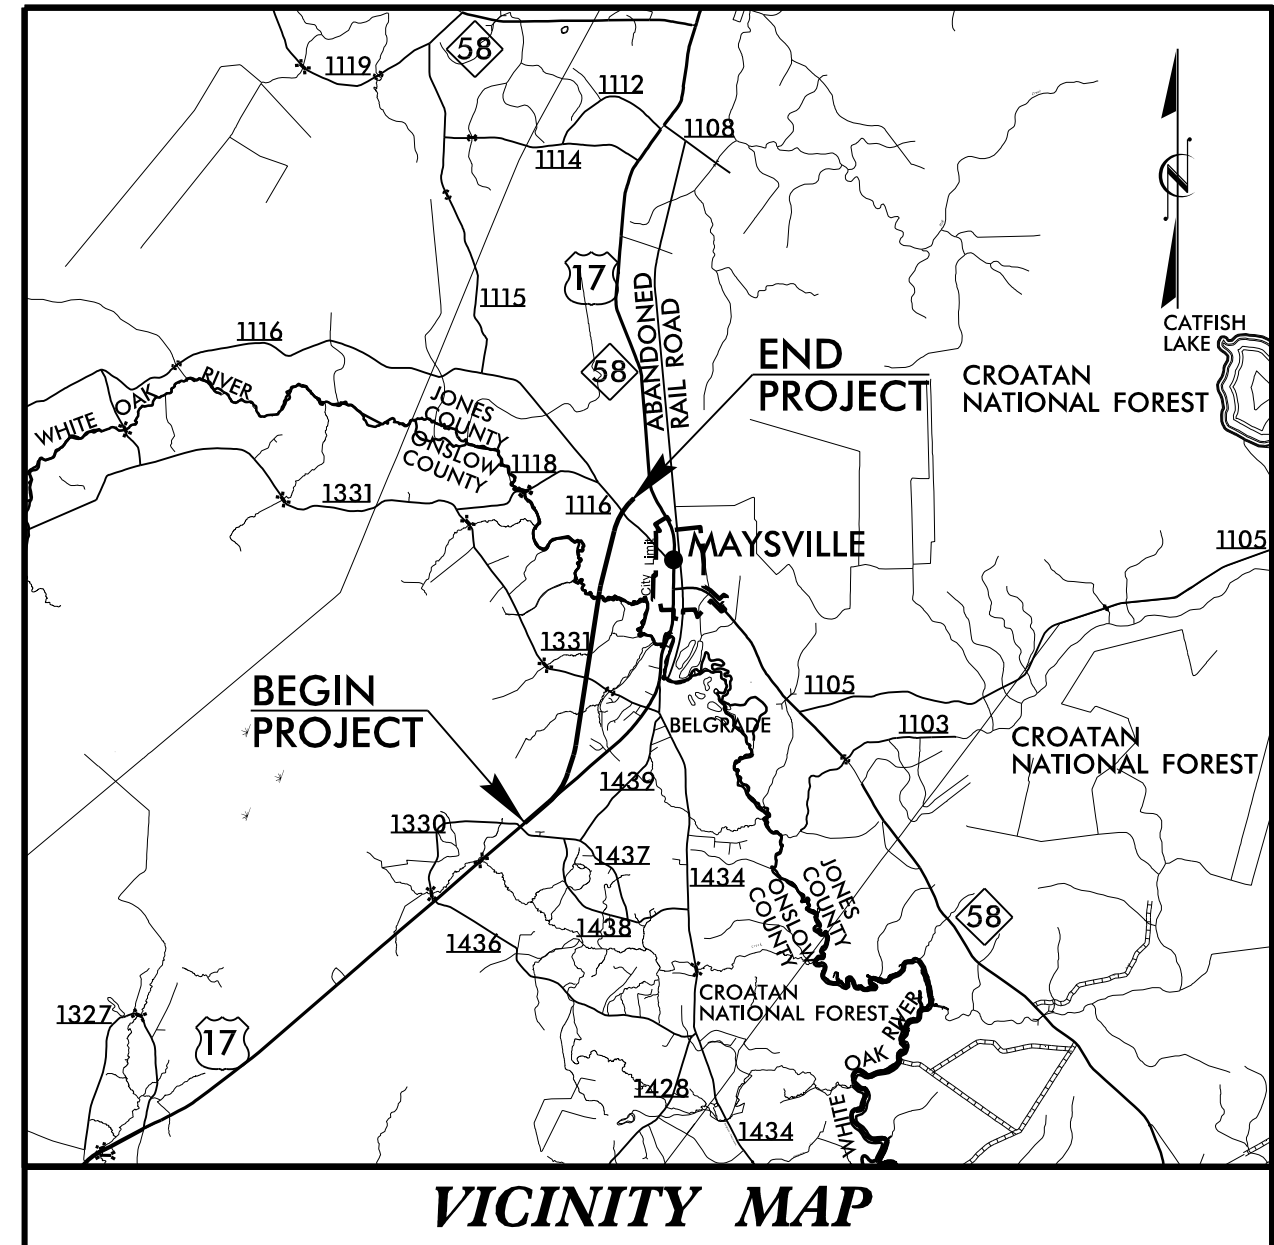 58
1119
1112
1108
1114
N
17
1115
ABANDONED
RAIL ROAD
CATFISH
LAKE
1116
58
END
PROJECT
CROATAN
NATIONAL FOREST
WHITE OAK RIVER
JONES
COUNTY
ONSLOW
COUNTY
1118
1331
1116
City Limit
MAYSVILLE
1105
1331
BEGIN
PROJECT
1105
BELGRADE
1103
CROATAN
NATIONAL FOREST
1439
1330
1437
1434
JONES
COUNTY
ONSLOW
COUNTY
58
1438
1436
CROATAN
NATIONAL FOREST
1327
17
WHITE OAK RIVER
1428
1434
VICINITY MAP